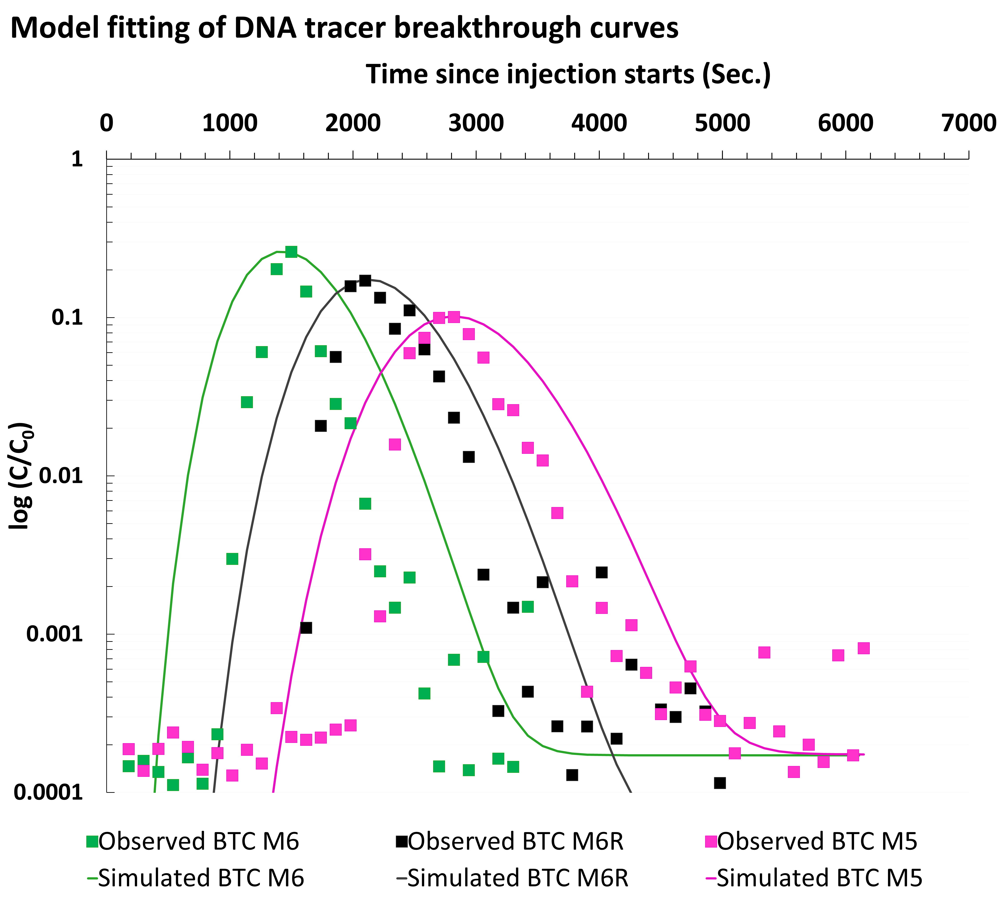 Model fitting of DNA tracer breakthrough curves
Time since injection starts (Sec.)
0 1000 2000 3000 4000 5000 6000 7000
1
0.1
0.01
0.001
0.0001
log (C/C₀)
Observed BTC M6 Observed BTC M6R Observed BTC M5
Simulated BTC M6 Simulated BTC M6R Simulated BTC M5